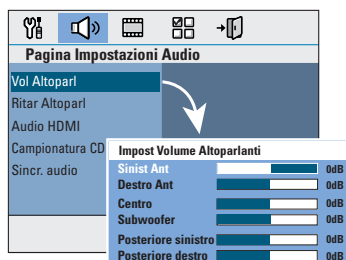 Pagina Impostazioni Audio
Vol Altoparl
Ritar Altoparl
Audio HDMI
Campionatura CD
Sincr. audio
Impost Volume Altoparlanti
Sinist Ant 0dB
Destro Ant 0dB
Centro 0dB
Subwoofer 0dB
Posteriore sinistro 0dB
Posteriore destro 0dB